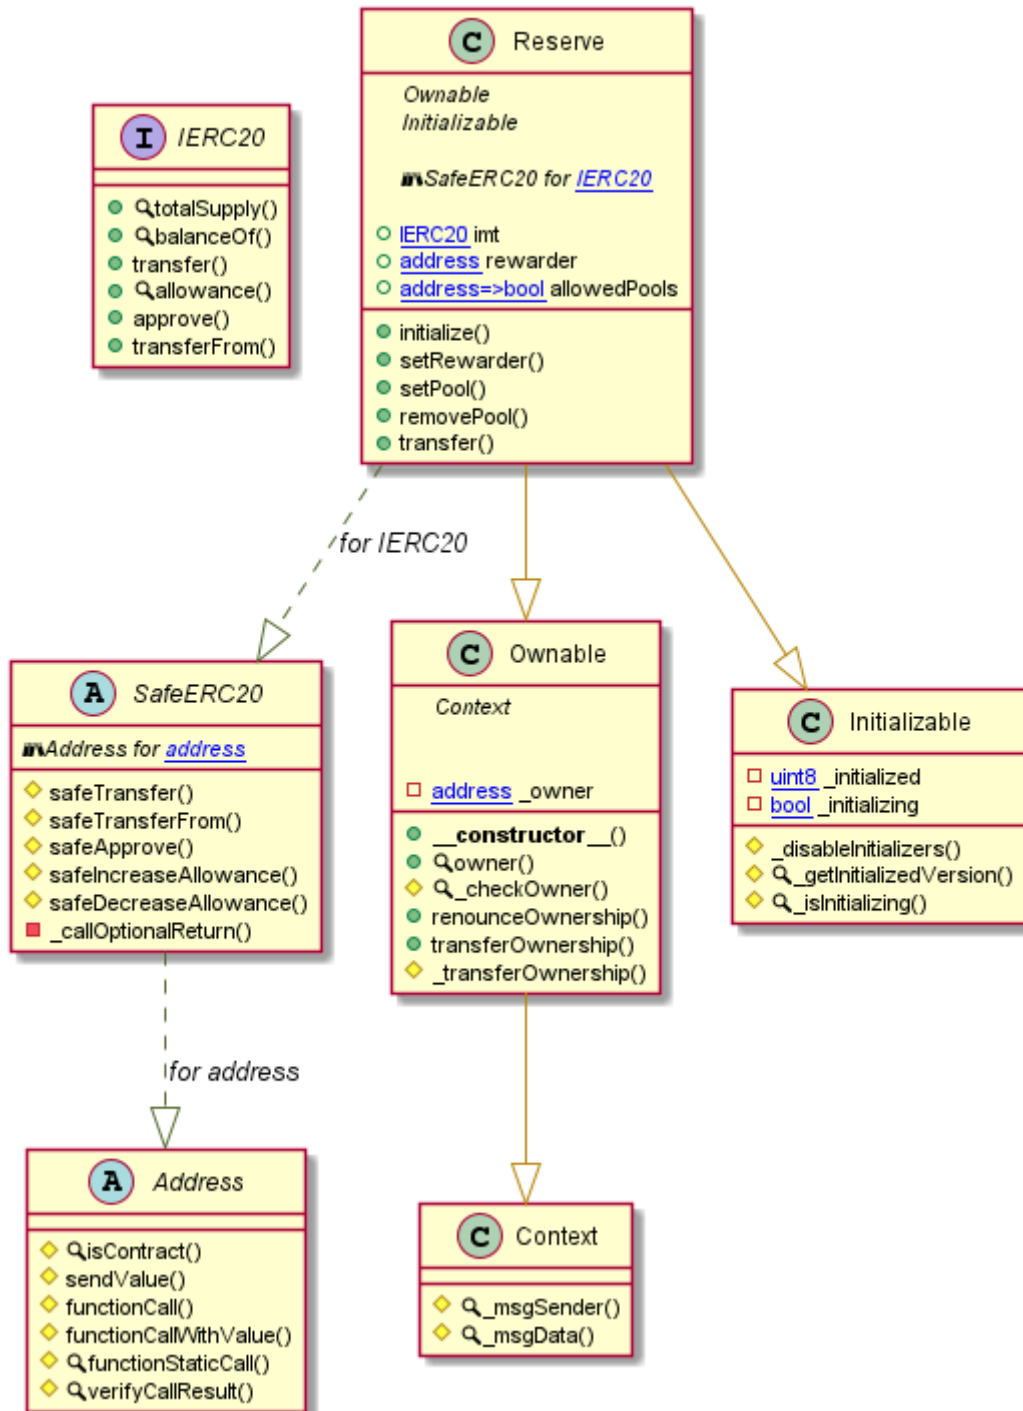 C Reserve
Ownable
Initializable
SafeERC20 for IERC20
IERC20 imt
address rewarder
address=>bool allowedPools
initialize()
setRewarder()
setPool()
removePool()
transfer()
I IERC20
totalSupply()
balanceOf()
transfer()
allowance()
approve()
transferFrom()
for IERC20
A SafeERC20
Address for address
safeTransfer()
safeTransferFrom()
safeApprove()
safeIncreaseAllowance()
safeDecreaseAllowance()
_callOptionalReturn()
C Ownable
Context
address _owner
__constructor__()
owner()
_checkOwner()
renounceOwnership()
transferOwnership()
_transferOwnership()
C Initializable
uint8 _initialized
bool _initializing
_disableInitializers()
_getInitializedVersion()
_isInitializing()
for address
A Address
isContract()
sendValue()
functionCall()
functionCallWithValue()
functionStaticCall()
verifyCallResult()
C Context
_msgSender()
_msgData()